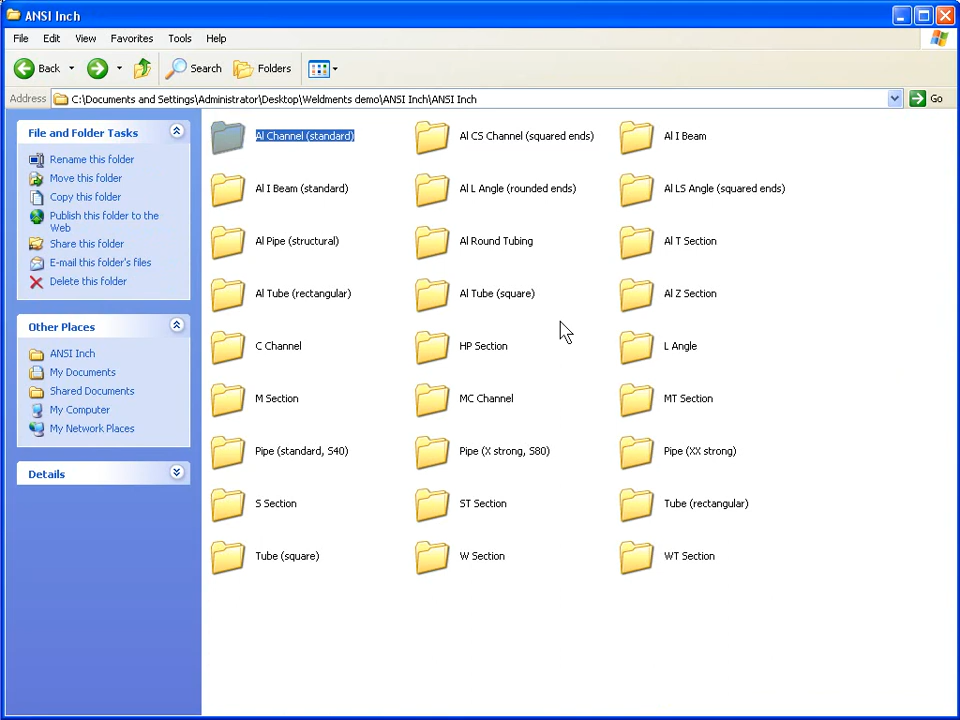 ANSI Inch
File Edit View Favorites Tools Help
Back Search Folders
Address C:\Documents and Settings\Administrator\Desktop\Weldments demo\ANSI Inch\ANSI Inch Go
File and Folder Tasks
Rename this folder
Move this folder
Copy this folder
Publish this folder to the
Web
Share this folder
E-mail this folder's files
Delete this folder
Other Places
ANSI Inch
My Documents
Shared Documents
My Computer
My Network Places
Details
Al Channel (standard) Al CS Channel (squared ends) Al I Beam
Al I Beam (standard) Al L Angle (rounded ends) Al LS Angle (squared ends)
Al Pipe (structural) Al Round Tubing Al T Section
Al Tube (rectangular) Al Tube (square) Al Z Section
C Channel HP Section L Angle
M Section MC Channel MT Section
Pipe (standard, S40) Pipe (X strong, S80) Pipe (XX strong)
S Section ST Section Tube (rectangular)
Tube (square) W Section WT Section